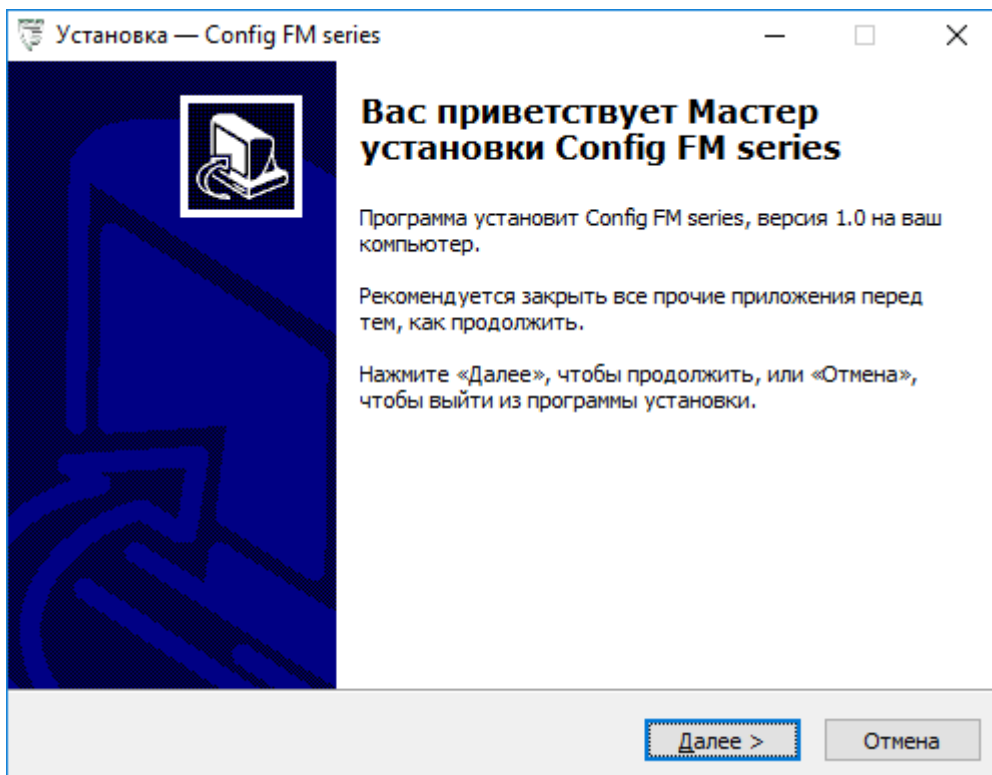 Установка — Config FM series
Вас приветствует Мастер
установки Config FM series
Программа установит Config FM series, версия 1.0 на ваш
компьютер.
Рекомендуется закрыть все прочие приложения перед
тем, как продолжить.
Нажмите «Далее», чтобы продолжить, или «Отмена»,
чтобы выйти из программы установки.
Далее >
Отмена